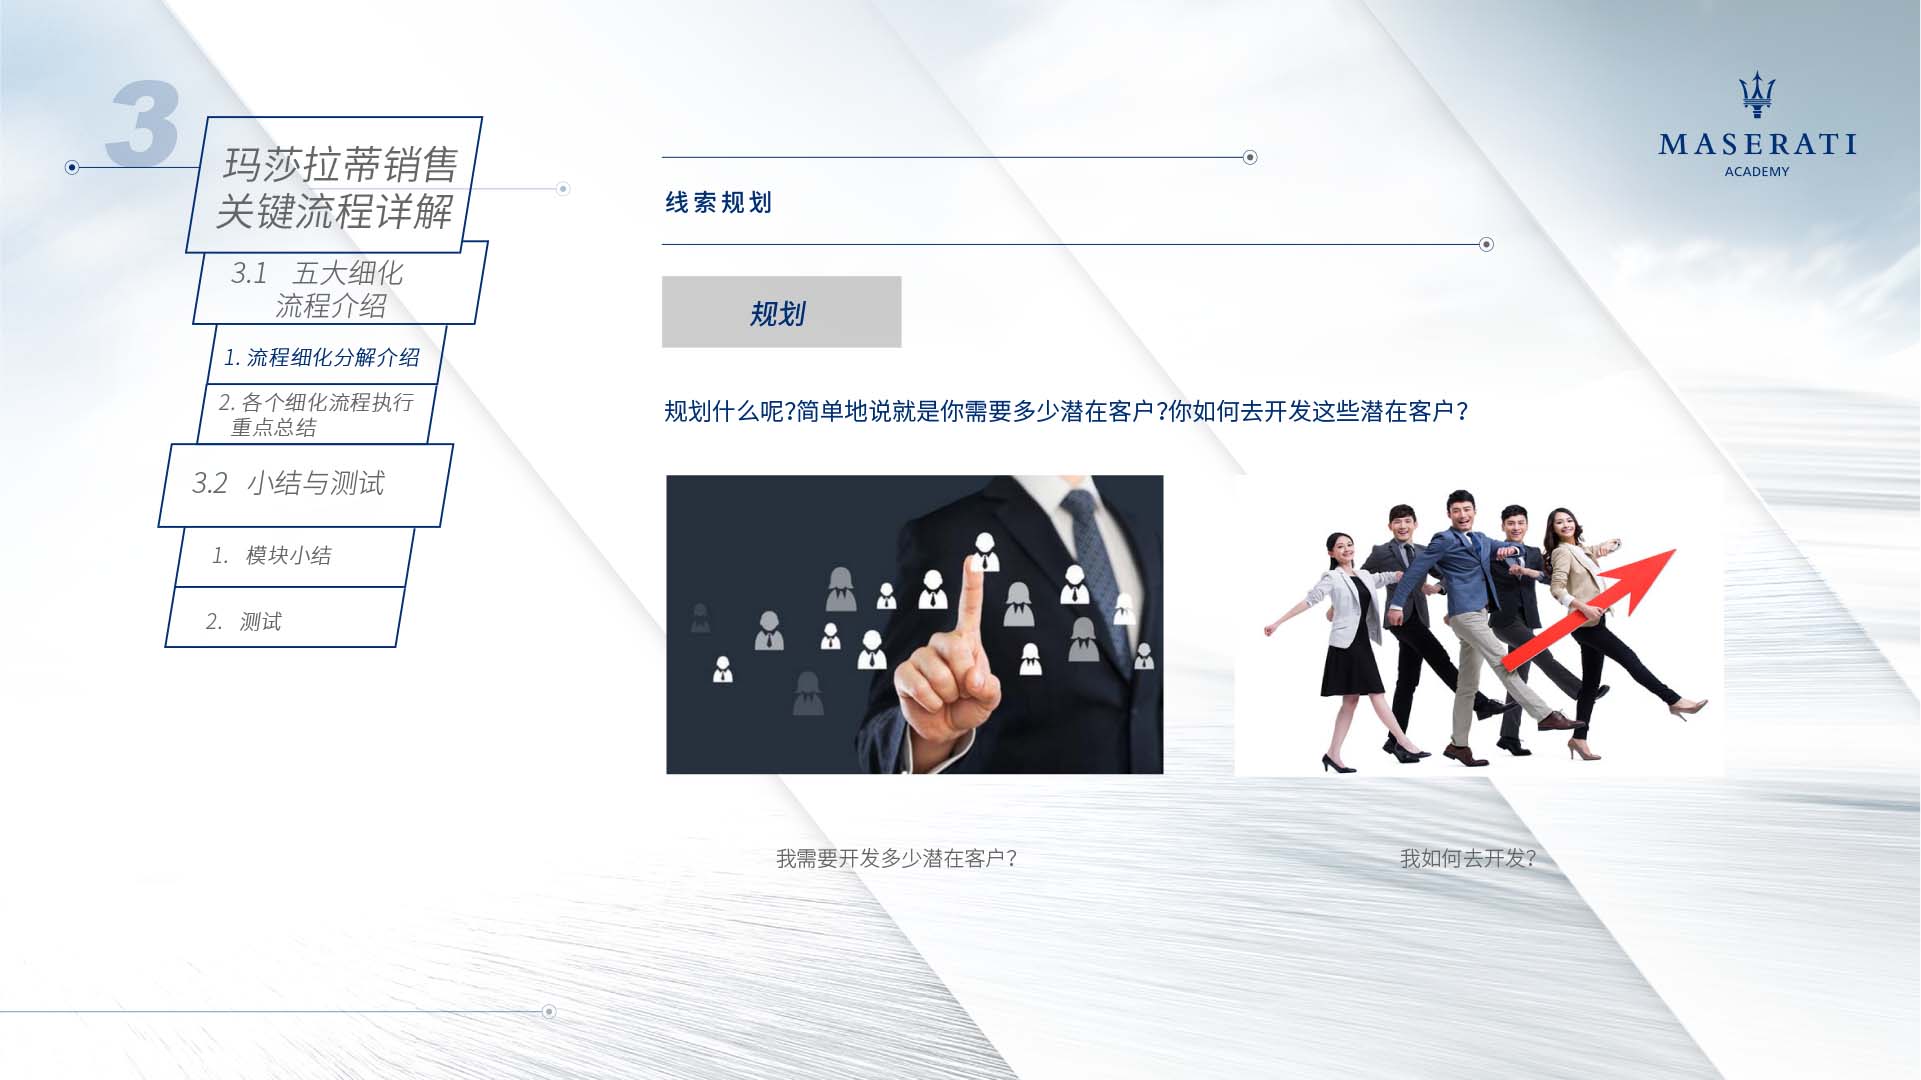 3
玛莎拉蒂销售
关键流程详解
3.1 五大细化
流程介绍
1. 流程细化分解介绍
2. 各个细化流程执行
重点总结
3.2 小结与测试
1. 模块小结
2. 测试
MASERATI
ACADEMY
线索规划
规划
规划什么呢?简单地说就是你需要多少潜在客户?你如何去开发这些潜在客户?
我需要开发多少潜在客户?
我如何去开发?